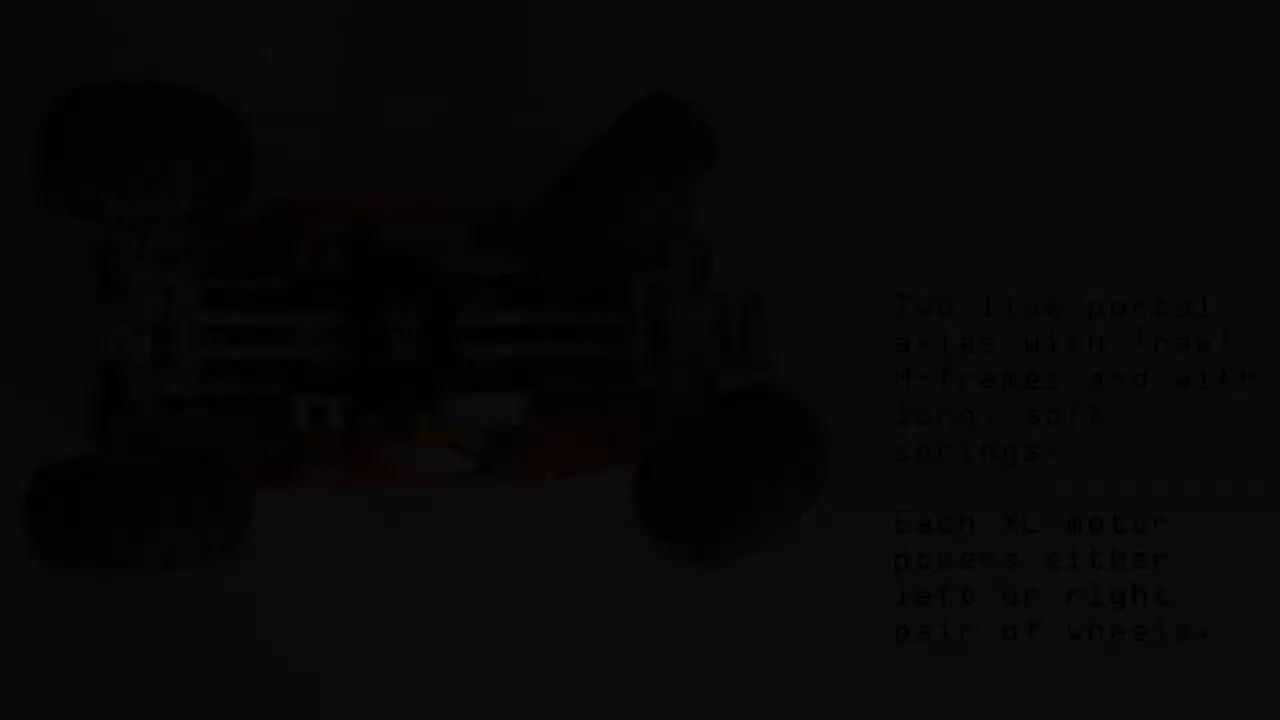 Two live portal
axles with 'new'
H-frames and with
long, soft
springs.
Each XL motor
powers either
left or right
pair of wheels.